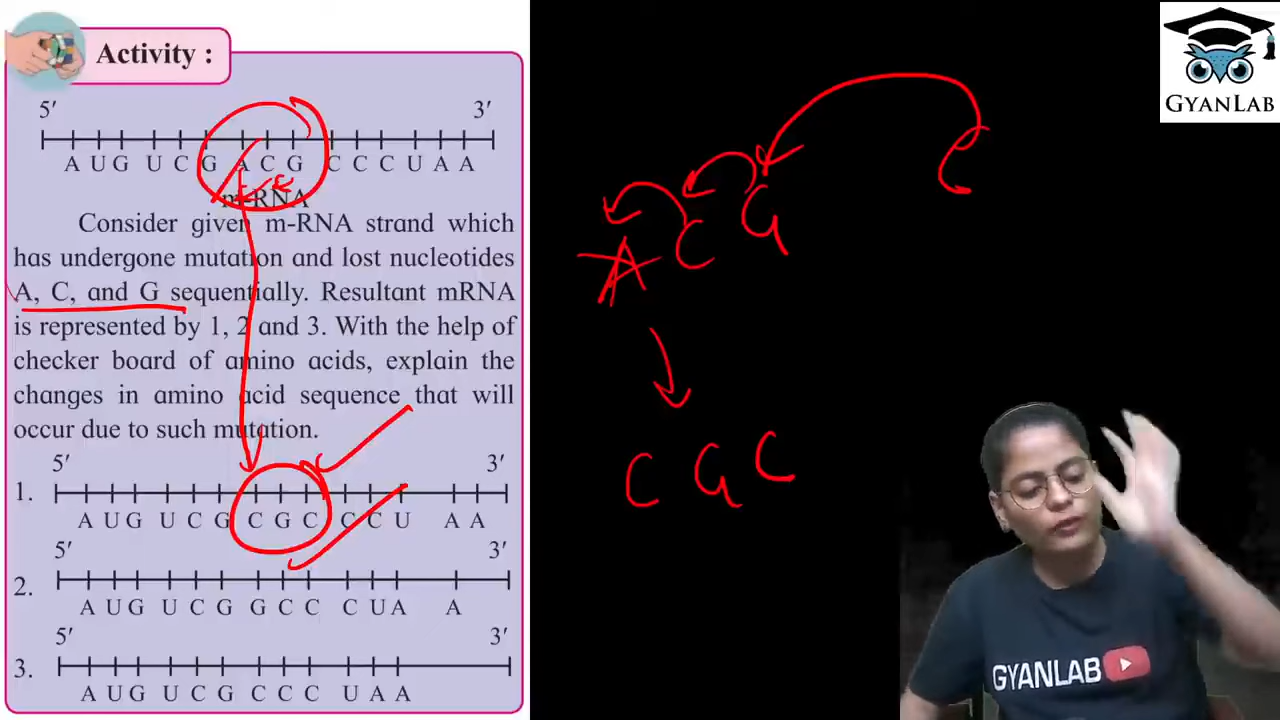 Activity :
5′ 3′
A U G U C G A C G C C C U A A
m-RNA
Consider given m-RNA strand which
has undergone mutation and lost nucleotides
A, C, and G sequentially. Resultant mRNA
is represented by 1, 2 and 3. With the help of
checker board of amino acids, explain the
changes in amino acid sequence that will
occur due to such mutation.
5′ 3′
1.
A U G U C G C G C C C U A A
5′ 3′
2.
A U G U C G G C C C U A A
5′ 3′
3.
A U G U C G C C C U A A
A C G
C G C
GYANLAB
GYANLAB